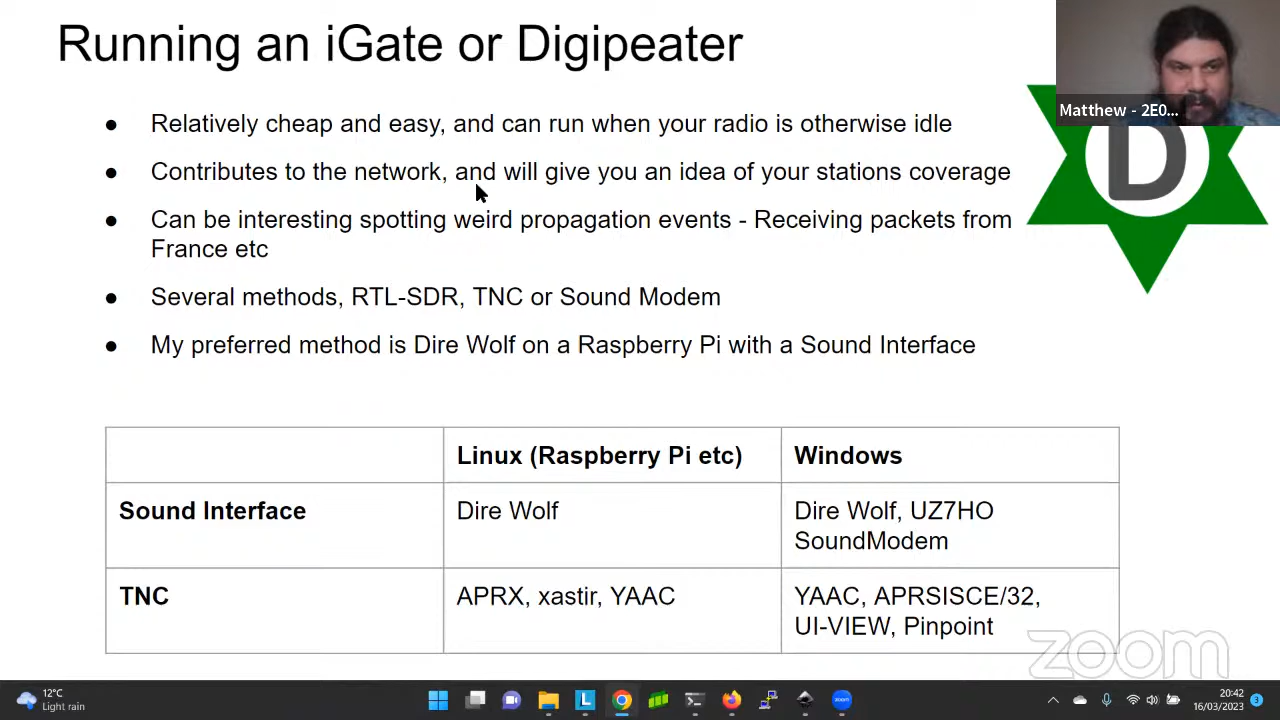 Running an iGate or Digipeater
Matthew - 2E0...
D
● Relatively cheap and easy, and can run when your radio is otherwise idle
● Contributes to the network, and will give you an idea of your stations coverage
● Can be interesting spotting weird propagation events - Receiving packets from
France etc
● Several methods, RTL-SDR, TNC or Sound Modem
● My preferred method is Dire Wolf on a Raspberry Pi with a Sound Interface
Linux (Raspberry Pi etc) Windows
Sound Interface Dire Wolf Dire Wolf, UZ7HO
SoundModem
TNC APRX, xastir, YAAC YAAC, APRSISCE/32,
UI-VIEW, Pinpoint
zoom
12°C
Light rain
L
zoom
20:42
16/03/2023
3